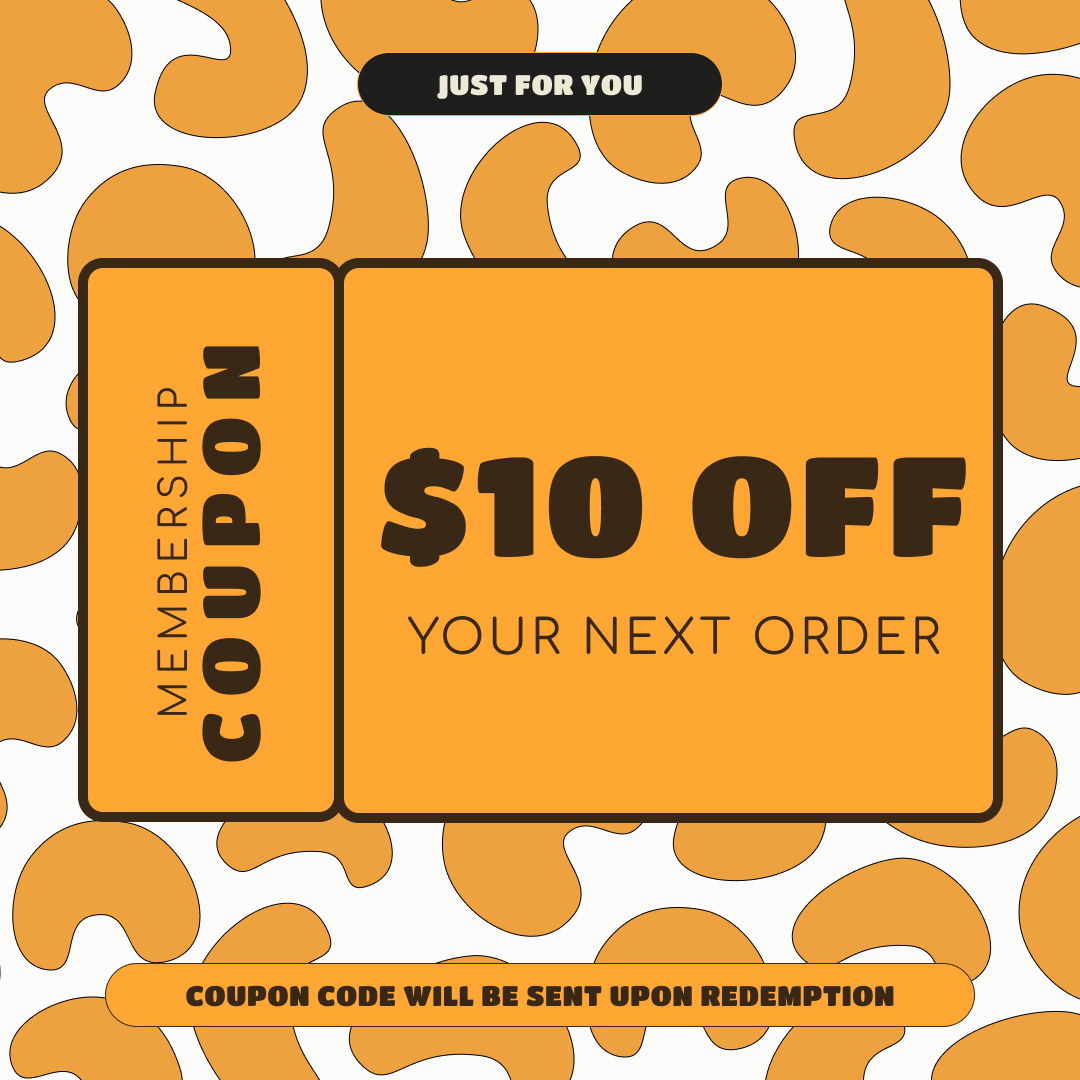 JUST FOR YOU
MEMBERSHIP
COUPON
$10 OFF
YOUR NEXT ORDER
COUPON CODE WILL BE SENT UPON REDEMPTION